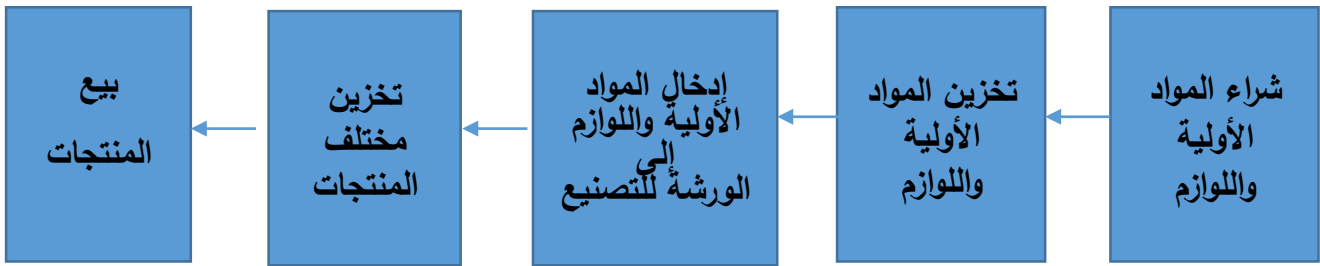 شراء المواد
الأولية
واللوازم
تخزين المواد
الأولية
واللوازم
إدخال المواد
الأولية واللوازم
إلى
الورشة للتصنيع
تخزين
مختلف
المنتجات
بيع
المنتجات